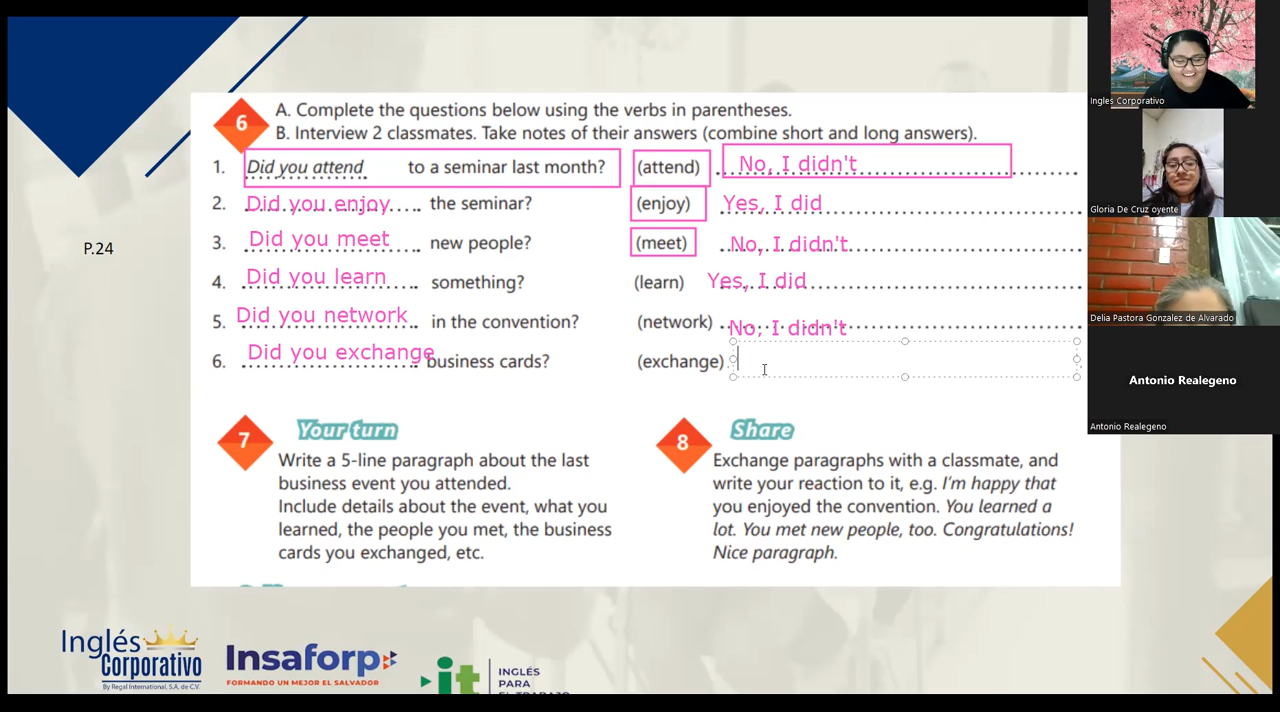 6
A. Complete the questions below using the verbs in parentheses.
B. Interview 2 classmates. Take notes of their answers (combine short and long answers).
1. Did you attend to a seminar last month? (attend) No, I didn't
2. Did you enjoy the seminar? (enjoy) Yes, I did
3. Did you meet new people? (meet) No, I didn't
4. Did you learn something? (learn) Yes, I did
5. Did you network in the convention? (network) No, I didn't
6. Did you exchange business cards? (exchange)
P.24
7 Your turn
Write a 5-line paragraph about the last
business event you attended.
Include details about the event, what you
learned, the people you met, the business
cards you exchanged, etc.
8 Share
Exchange paragraphs with a classmate, and
write your reaction to it, e.g. I'm happy that
you enjoyed the convention. You learned a
lot. You met new people, too. Congratulations!
Nice paragraph.
Inglés
Corporativo
By Regal International, S.A. de C.V.
Insaforp
FORMANDO UN MEJOR EL SALVADOR
it
INGLÉS
PARA
EL TRABAJO
Ingles Corporativo
Gloria De Cruz oyente
Delia Pastora Gonzalez de Alvarado
Antonio Realegeno
Antonio Realegeno